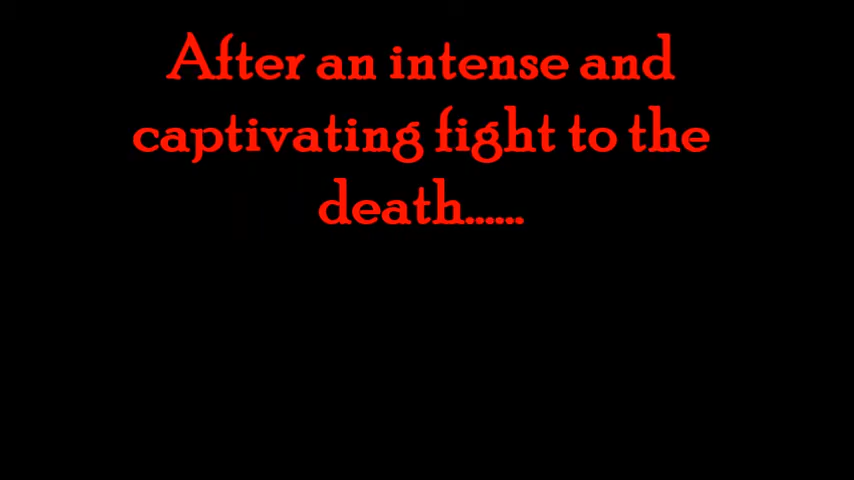 After an intense and
captivating fight to the
death......